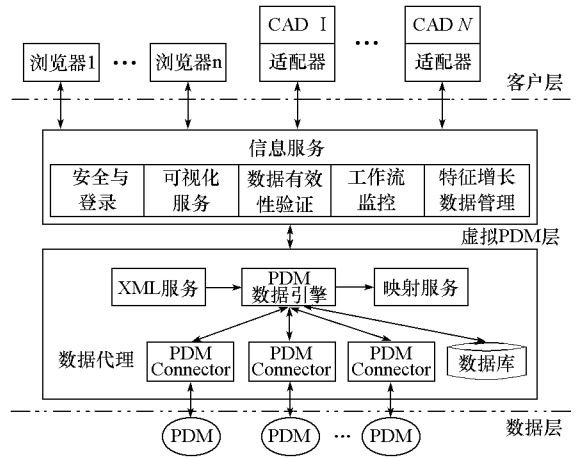 CAD Ⅰ
适配器
…
CAD N
适配器
浏览器1
…
浏览器n
客户层
信息服务
安全与
登录
可视化
服务
数据有效
性验证
工作流
监控
特征增长
数据管理
虚拟PDM层
XML服务
PDM
数据引擎
映射服务
数据代理
PDM
Connector
PDM
Connector
PDM
Connector
数据库
数据层
PDM
PDM
…
PDM